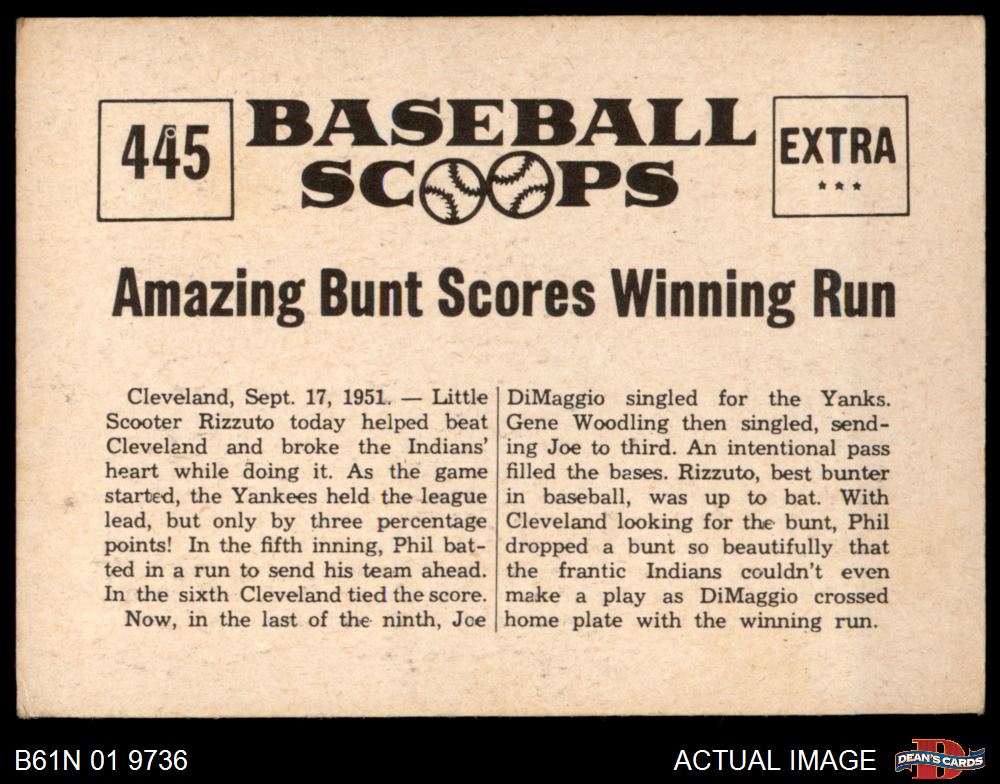 445
BASEBALL
SCOOPS
EXTRA
***
Amazing Bunt Scores Winning Run
Cleveland, Sept. 17, 1951. — Little
Scooter Rizzuto today helped beat
Cleveland and broke the Indians'
heart while doing it. As the game
started, the Yankees held the league
lead, but only by three percentage
points! In the fifth inning, Phil bat-
ted in a run to send his team ahead.
In the sixth Cleveland tied the score.
Now, in the last of the ninth, Joe
DiMaggio singled for the Yanks.
Gene Woodling then singled, send-
ing Joe to third. An intentional pass
filled the bases. Rizzuto, best bunter
in baseball, was up to bat. With
Cleveland looking for the bunt, Phil
dropped a bunt so beautifully that
the frantic Indians couldn't even
make a play as DiMaggio crossed
home plate with the winning run.
B61N 01 9736
ACTUAL IMAGE
D
DEAN'S CARDS